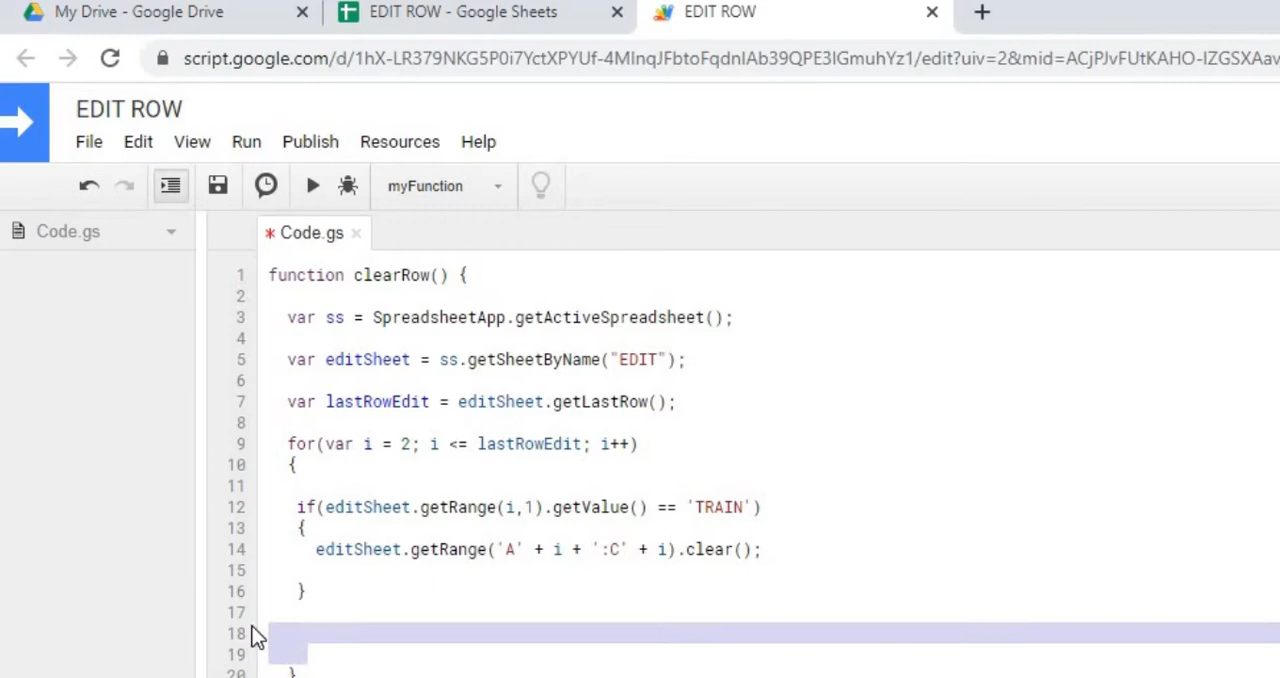 My Drive - Google Drive
EDIT ROW - Google Sheets
EDIT ROW
script.google.com/d/1hX-LR379NKG5P0i7YctXPYUf-4MInqJFbtoFqdnIAb39QPE3IGmuhYz1/edit?uiv=2&mid=ACjPJvFUtKAHO-IZGSXAav
EDIT ROW
File Edit View Run Publish Resources Help
myFunction
Code.gs
* Code.gs
1 function clearRow() {
2
3 var ss = SpreadsheetApp.getActiveSpreadsheet();
4
5 var editSheet = ss.getSheetByName("EDIT");
6
7 var lastRowEdit = editSheet.getLastRow();
8
9 for(var i = 2; i <= lastRowEdit; i++)
10 {
11
12 if(editSheet.getRange(i,1).getValue() == 'TRAIN')
13 {
14 editSheet.getRange('A' + i + ':C' + i).clear();
15
16 }
17
18
19
20 }